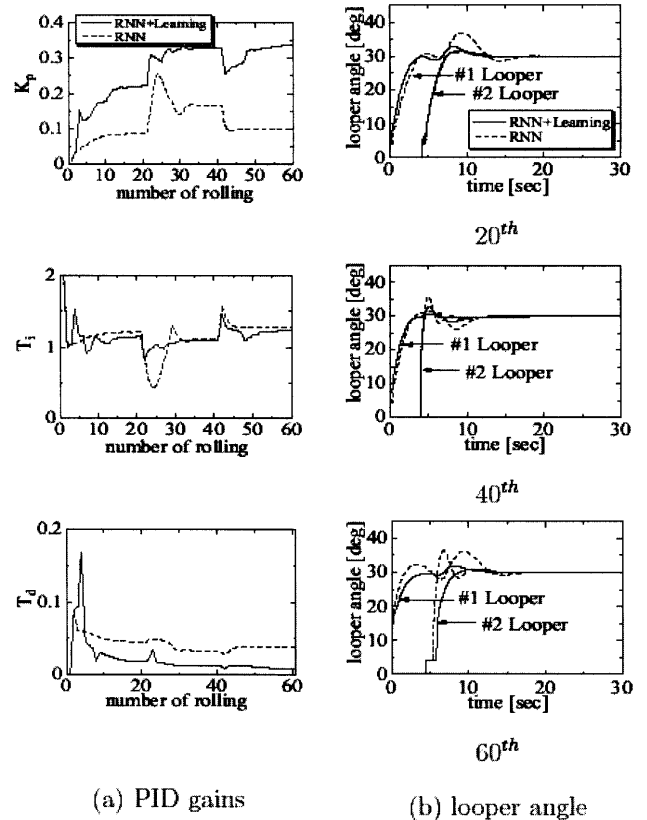 0.4
0.3
0.2
0.1
0
K_p
RNN+Learning
RNN
0 10 20 30 40 50 60
number of rolling
40
30
20
10
0
looper angle [deg]
#1 Looper
#2 Looper
RNN+Learning
RNN
0 10 20 30
time [sec]
20^th
2
1
0
T_i
0 10 20 30 40 50 60
number of rolling
40
30
20
10
0
looper angle [deg]
#1 Looper
#2 Looper
0 10 20 30
time [sec]
40^th
0.2
0.1
0
T_d
0 10 20 30 40 50 60
number of rolling
40
30
20
10
0
looper angle [deg]
#1 Looper
#2 Looper
0 10 20 30
time [sec]
60^th
(a) PID gains
(b) looper angle